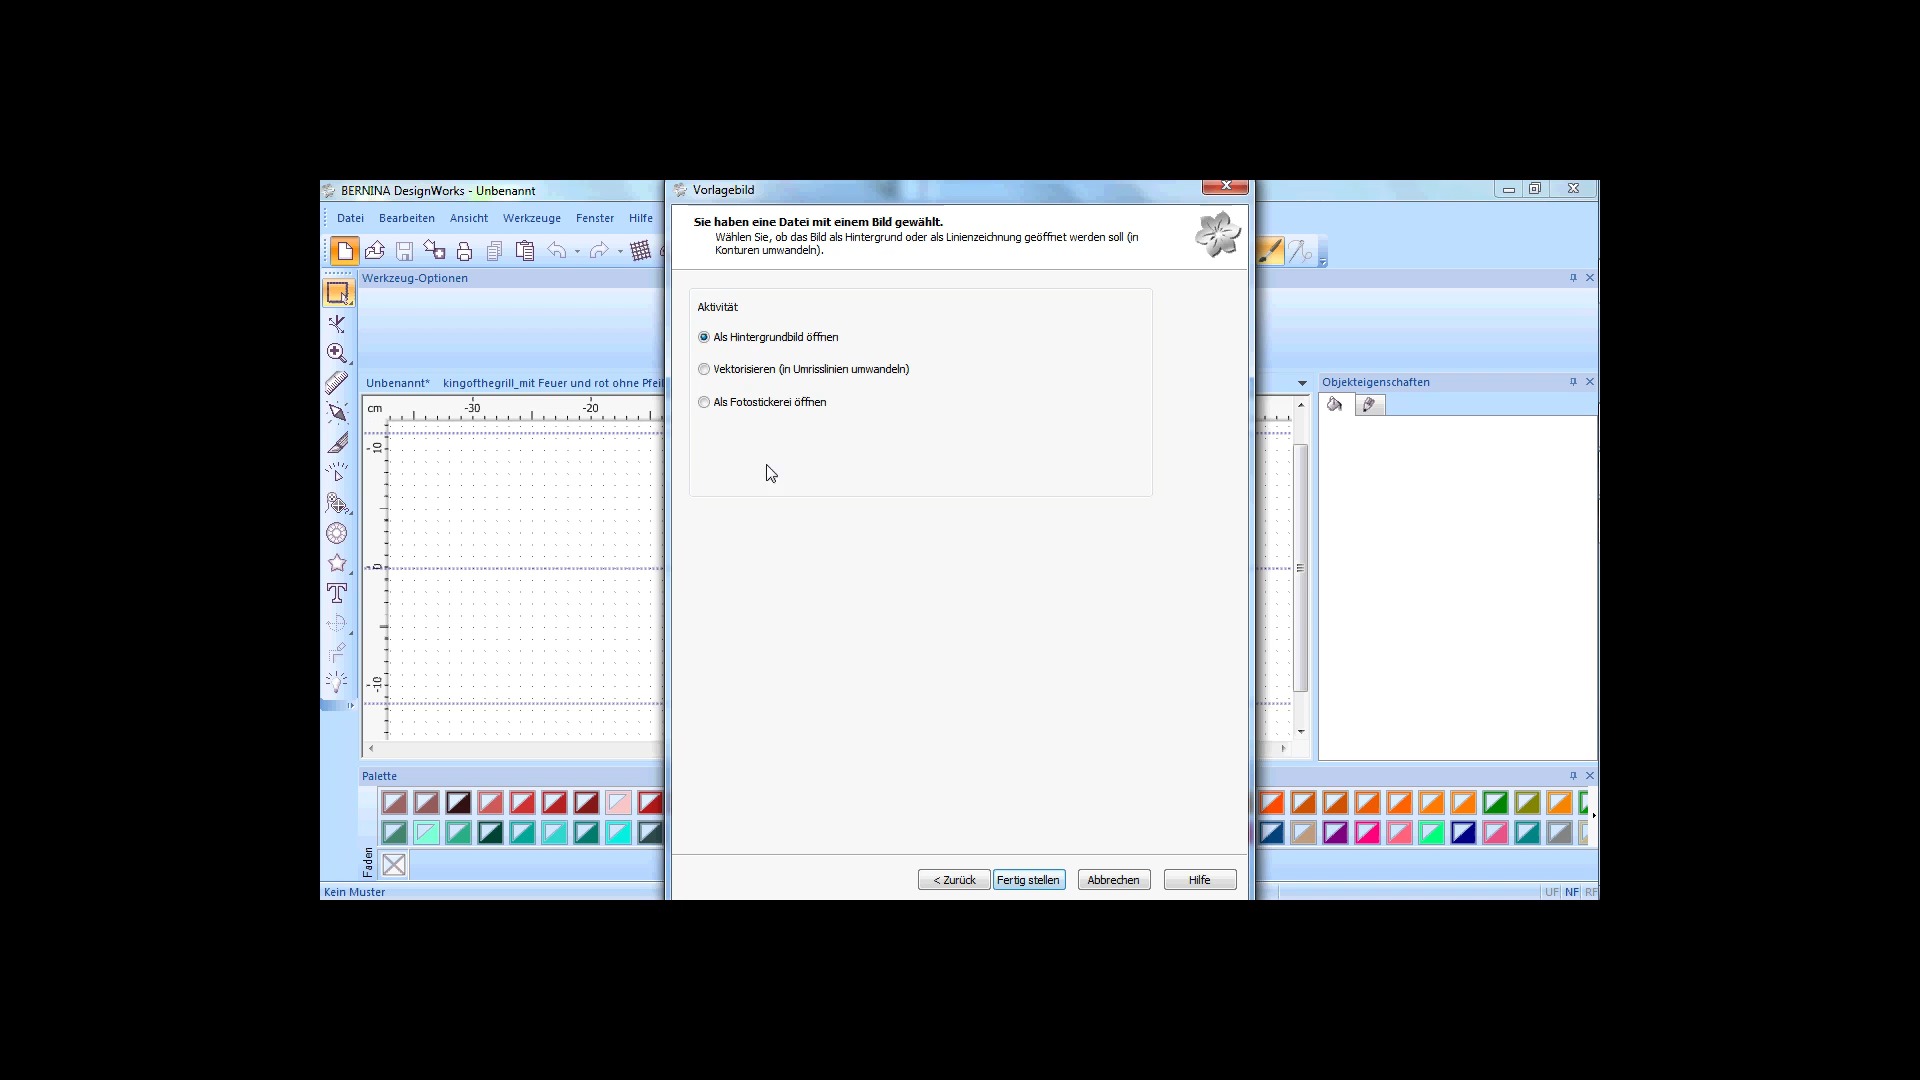 BERNINA DesignWorks - Unbenannt
Vorlagebild
Datei Bearbeiten Ansicht Werkzeuge Fenster Hilfe
Sie haben eine Datei mit einem Bild gewählt.
Wählen Sie, ob das Bild als Hintergrund oder als Linienzeichnung geöffnet werden soll (in
Konturen umwandeln).
Werkzeug-Optionen
Aktivität
Als Hintergrundbild öffnen
Vektorisieren (in Umrisslinien umwandeln)
Als Fotostickerei öffnen
Unbenannt* kingofthegrill_mit Feuer und rot ohne Pfeil
Objekteigenschaften
cm -30 -20
10
0
-10
Palette
Faden
< Zurück Fertig stellen Abbrechen Hilfe
Kein Muster
UF NF RF